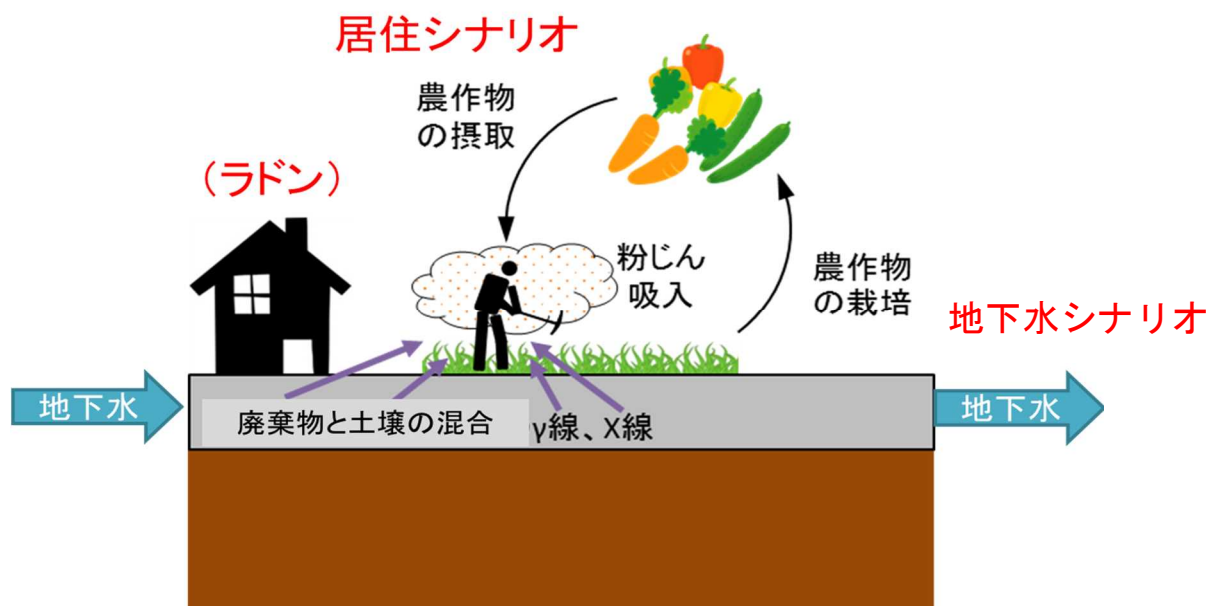 居住シナリオ
農作物
の摂取
(ラドン)
粉じん
吸入
農作物
の栽培
地下水シナリオ
地下水
廃棄物と土壌の混合
γ線、X線
地下水